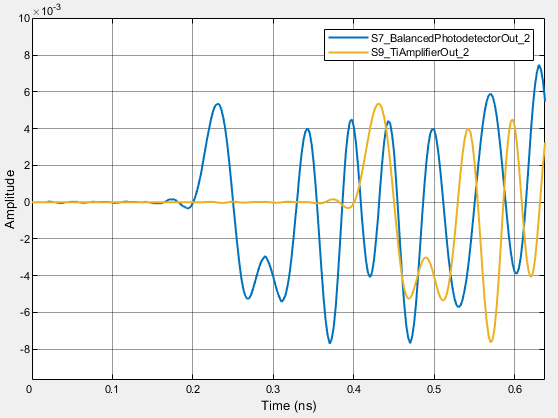 ×10⁻³
S7_BalancedPhotodetectorOut_2
S9_TiAmplifierOut_2
10
8
6
4
2
0
-2
-4
-6
-8
Amplitude
0 0.1 0.2 0.3 0.4 0.5 0.6
Time (ns)